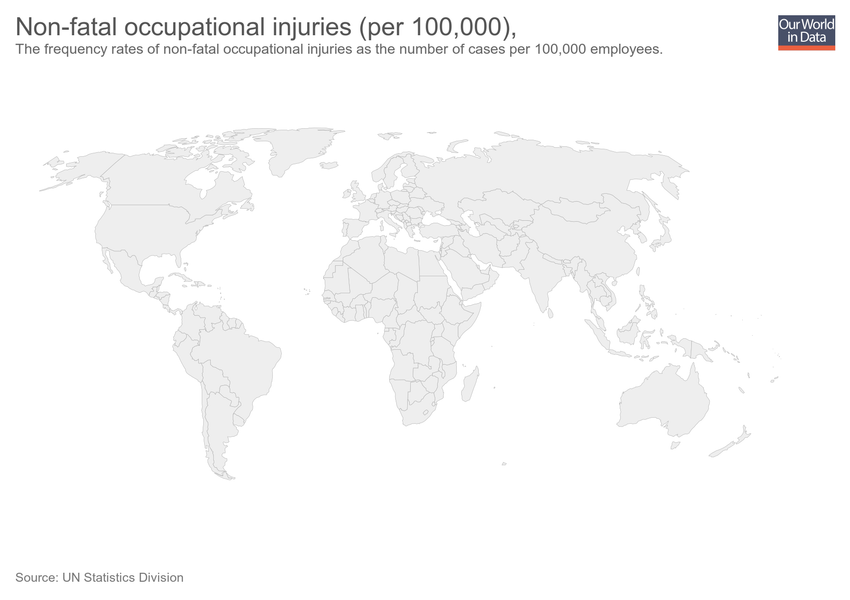 Non-fatal occupational injuries (per 100,000),
The frequency rates of non-fatal occupational injuries as the number of cases per 100,000 employees.
Our World
in Data
Source: UN Statistics Division